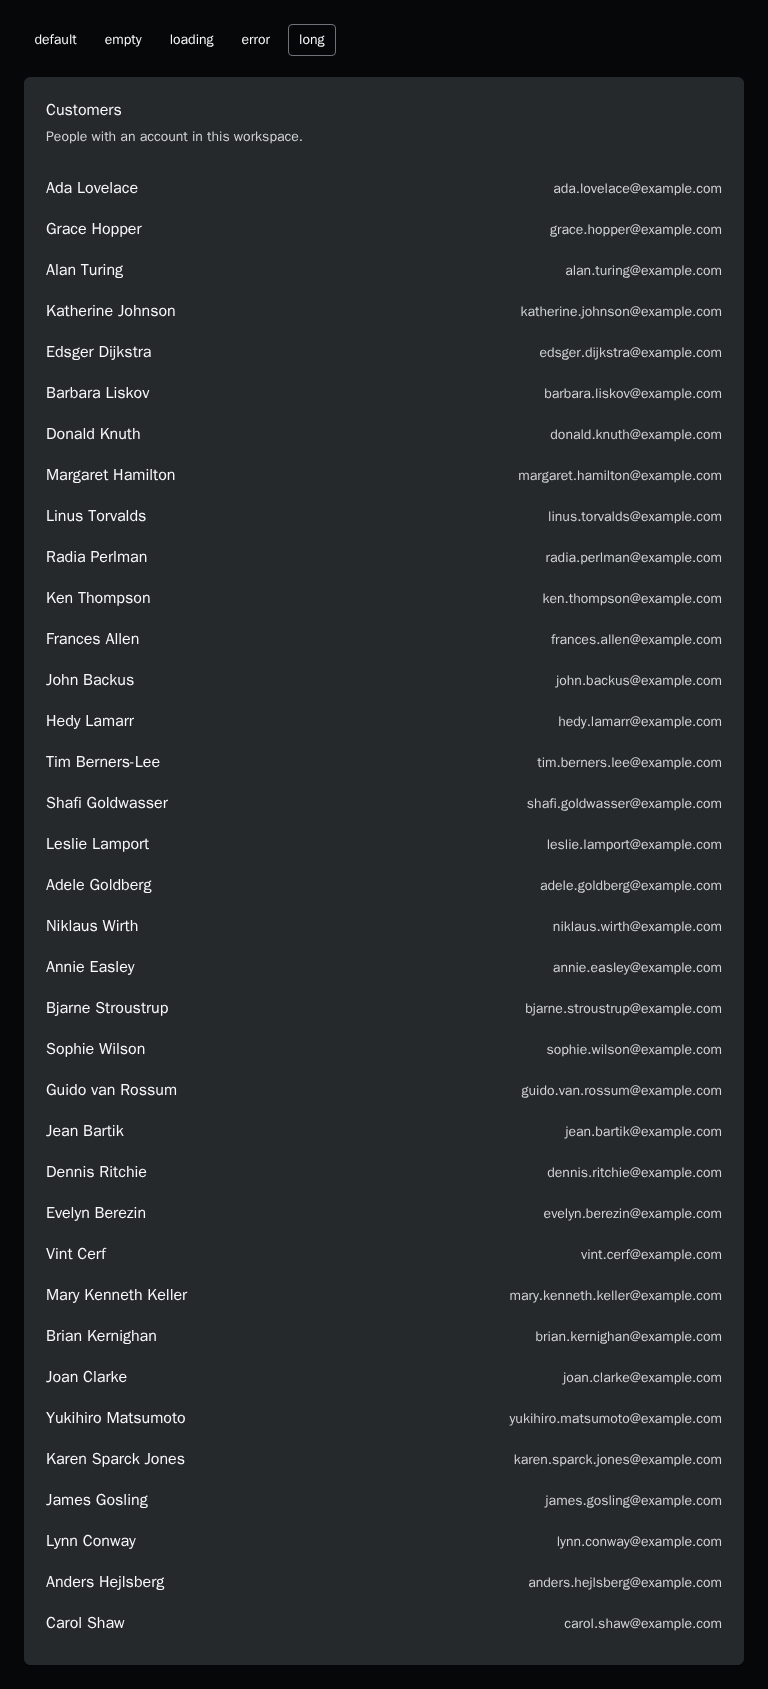 default empty loading error long
Customers
People with an account in this workspace.
Ada Lovelace ada.lovelace@example.com
Grace Hopper grace.hopper@example.com
Alan Turing alan.turing@example.com
Katherine Johnson katherine.johnson@example.com
Edsger Dijkstra edsger.dijkstra@example.com
Barbara Liskov barbara.liskov@example.com
Donald Knuth donald.knuth@example.com
Margaret Hamilton margaret.hamilton@example.com
Linus Torvalds linus.torvalds@example.com
Radia Perlman radia.perlman@example.com
Ken Thompson ken.thompson@example.com
Frances Allen frances.allen@example.com
John Backus john.backus@example.com
Hedy Lamarr hedy.lamarr@example.com
Tim Berners-Lee tim.berners.lee@example.com
Shafi Goldwasser shafi.goldwasser@example.com
Leslie Lamport leslie.lamport@example.com
Adele Goldberg adele.goldberg@example.com
Niklaus Wirth niklaus.wirth@example.com
Annie Easley annie.easley@example.com
Bjarne Stroustrup bjarne.stroustrup@example.com
Sophie Wilson sophie.wilson@example.com
Guido van Rossum guido.van.rossum@example.com
Jean Bartik jean.bartik@example.com
Dennis Ritchie dennis.ritchie@example.com
Evelyn Berezin evelyn.berezin@example.com
Vint Cerf vint.cerf@example.com
Mary Kenneth Keller mary.kenneth.keller@example.com
Brian Kernighan brian.kernighan@example.com
Joan Clarke joan.clarke@example.com
Yukihiro Matsumoto yukihiro.matsumoto@example.com
Karen Sparck Jones karen.sparck.jones@example.com
James Gosling james.gosling@example.com
Lynn Conway lynn.conway@example.com
Anders Hejlsberg anders.hejlsberg@example.com
Carol Shaw carol.shaw@example.com